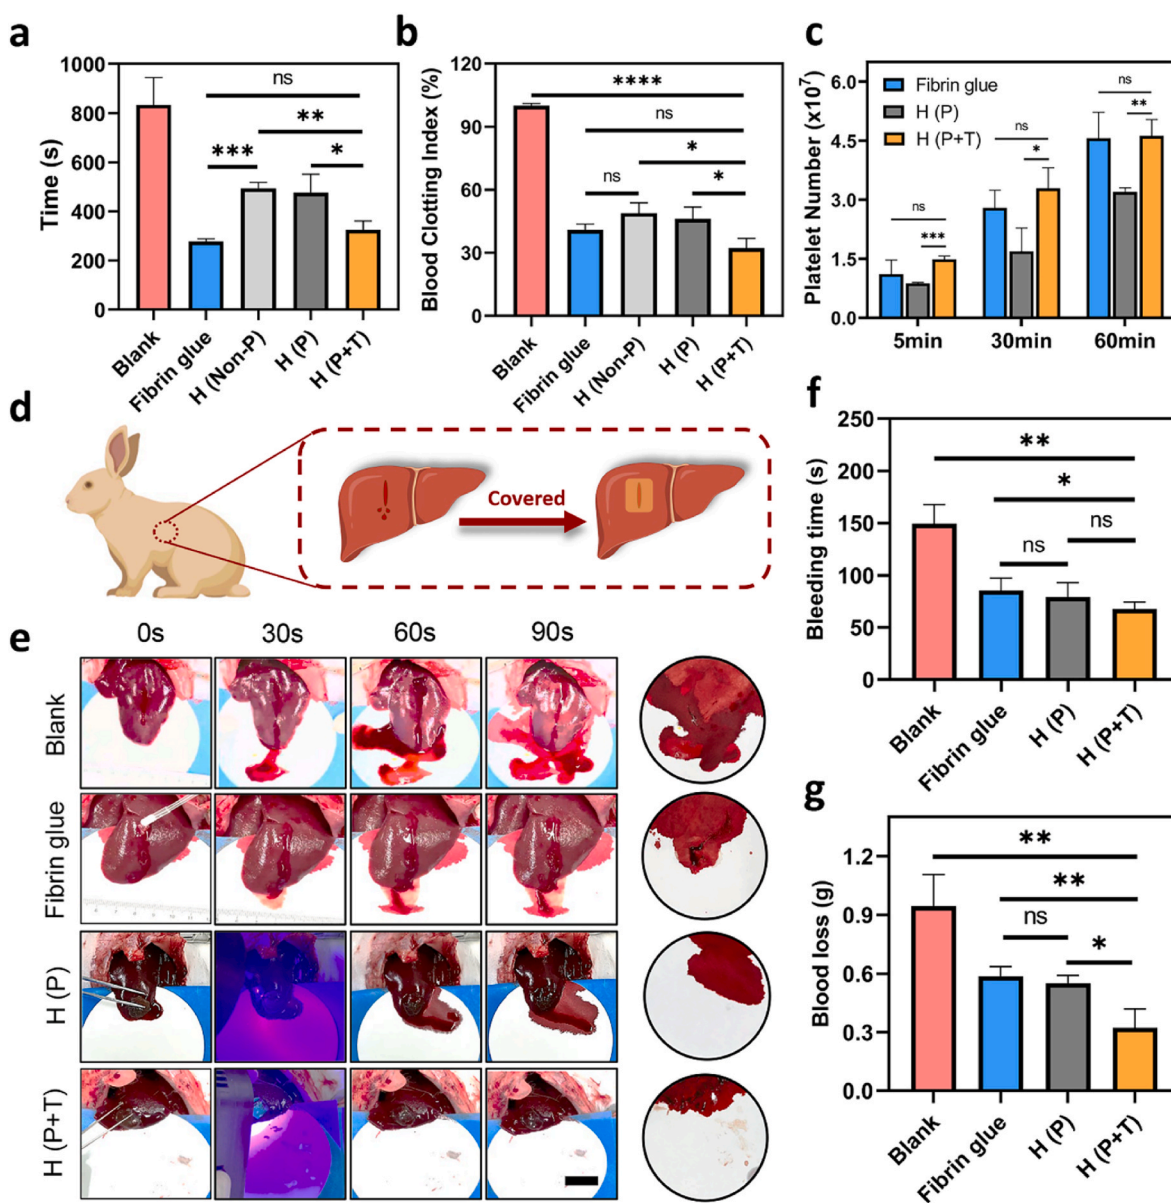 a
Time (s)
1000
800
600
400
200
0
ns
**
***
*
Blank
Fibrin glue
H (Non-P)
H (P)
H (P+T)
b
Blood Clotting Index (%)
120
90
60
30
0
****
ns
*
ns
*
Blank
Fibrin glue
H (Non-P)
H (P)
H (P+T)
c
Platelet Number (x10⁷)
6.0
4.5
3.0
1.5
0.0
Fibrin glue
H (P)
H (P+T)
ns
***
ns
*
ns
**
5min
30min
60min
d
Covered
e
0s
30s
60s
90s
Blank
Fibrin glue
H (P)
H (P+T)
f
Bleeding time (s)
250
200
150
100
50
0
**
*
ns
ns
Blank
Fibrin glue
H (P)
H (P+T)
g
Blood loss (g)
1.2
0.9
0.6
0.3
0.0
**
**
ns
*
Blank
Fibrin glue
H (P)
H (P+T)